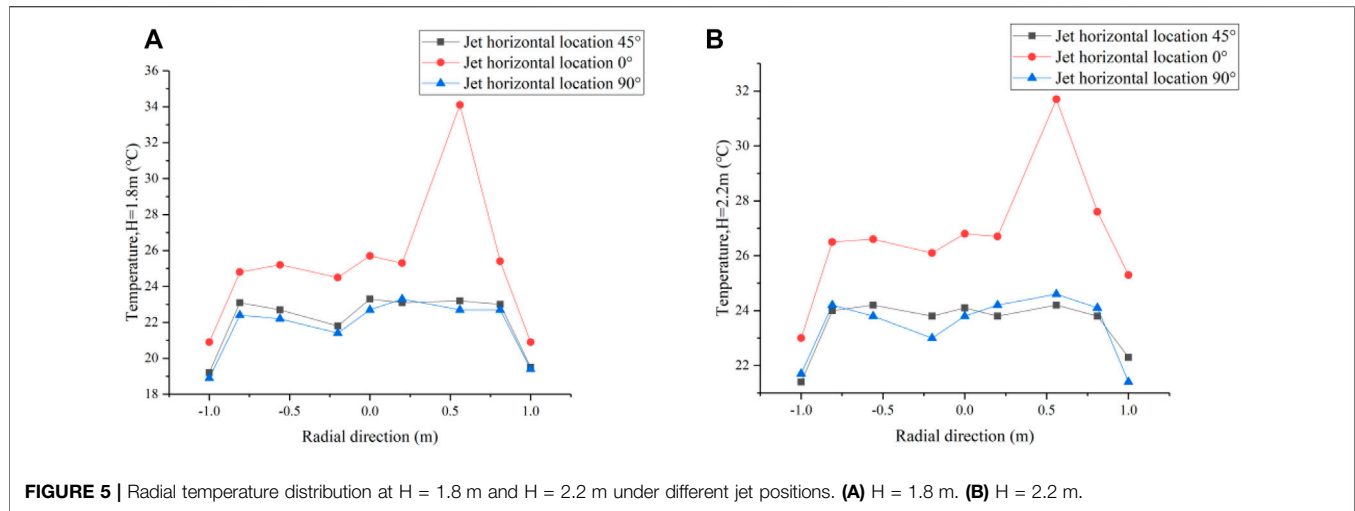 A
Jet horizontal location 45°
Jet horizontal location 0°
Jet horizontal location 90°
36
34
32
30
28
26
24
22
20
18
Tenperature,H=1.8m (°C)
-1.0
-0.5
0.0
0.5
1.0
Radial direction (m)
B
Jet horizontal location 45°
Jet horizontal location 0°
Jet horizontal location 90°
32
30
28
26
24
22
Tenperature,H=2.2m (°C)
-1.0
-0.5
0.0
0.5
1.0
Radial direction (m)
FIGURE 5 | Radial temperature distribution at H = 1.8 m and H = 2.2 m under different jet positions. (A) H = 1.8 m. (B) H = 2.2 m.